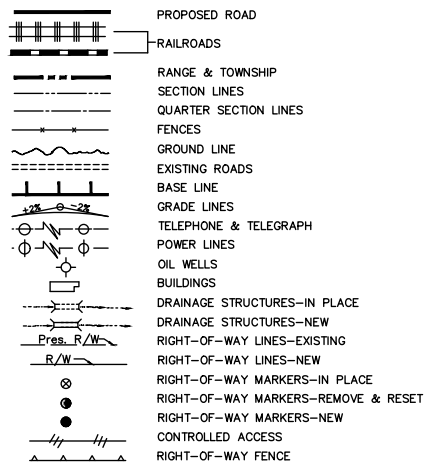 PROPOSED ROAD
RAILROADS
RANGE & TOWNSHIP
SECTION LINES
QUARTER SECTION LINES
FENCES
GROUND LINE
EXISTING ROADS
BASE LINE
+2% -2% GRADE LINES
TELEPHONE & TELEGRAPH
POWER LINES
OIL WELLS
BUILDINGS
DRAINAGE STRUCTURES-IN PLACE
DRAINAGE STRUCTURES-NEW
Pres. R/W RIGHT-OF-WAY LINES-EXISTING
R/W RIGHT-OF-WAY LINES-NEW
RIGHT-OF-WAY MARKERS-IN PLACE
RIGHT-OF-WAY MARKERS-REMOVE & RESET
RIGHT-OF-WAY MARKERS-NEW
CONTROLLED ACCESS
RIGHT-OF-WAY FENCE